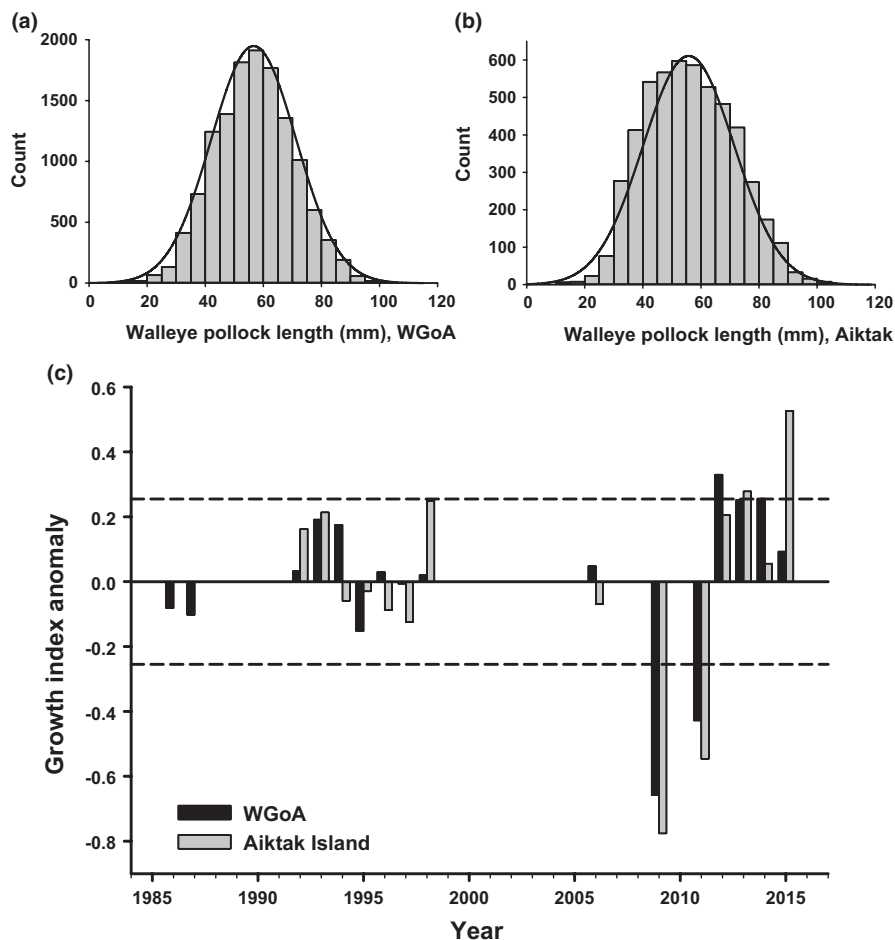 (a)
2000
1500
1000
500
0
Count
0 20 40 60 80 100 120
Walleye pollock length (mm), WGoA
(b)
600
500
400
300
200
100
0
Count
0 20 40 60 80 100 120
Walleye pollock length (mm), Aiktak
(c)
0.6
0.4
0.2
0.0
-0.2
-0.4
-0.6
-0.8
Growth index anomaly
WGoA
Aiktak Island
1985 1990 1995 2000 2005 2010 2015
Year